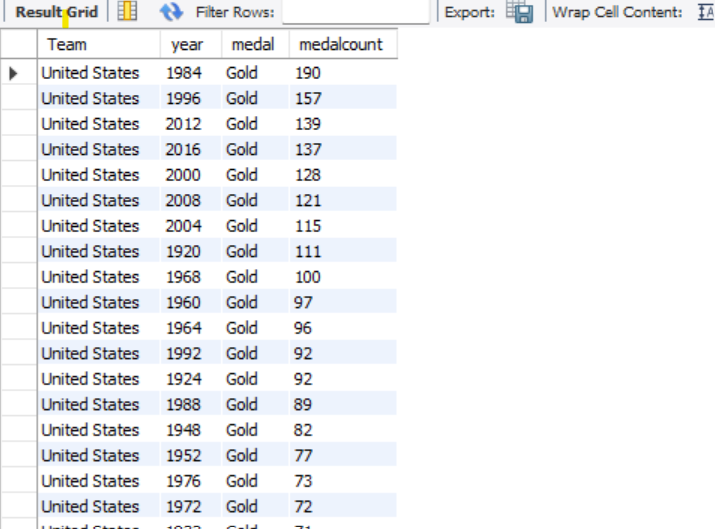 Result Grid Filter Rows: Export: Wrap Cell Content: IA
Team year medal medalcount
United States 1984 Gold 190
United States 1996 Gold 157
United States 2012 Gold 139
United States 2016 Gold 137
United States 2000 Gold 128
United States 2008 Gold 121
United States 2004 Gold 115
United States 1920 Gold 111
United States 1968 Gold 100
United States 1960 Gold 97
United States 1964 Gold 96
United States 1992 Gold 92
United States 1924 Gold 92
United States 1988 Gold 89
United States 1948 Gold 82
United States 1952 Gold 77
United States 1976 Gold 73
United States 1972 Gold 72
United States Gold 71